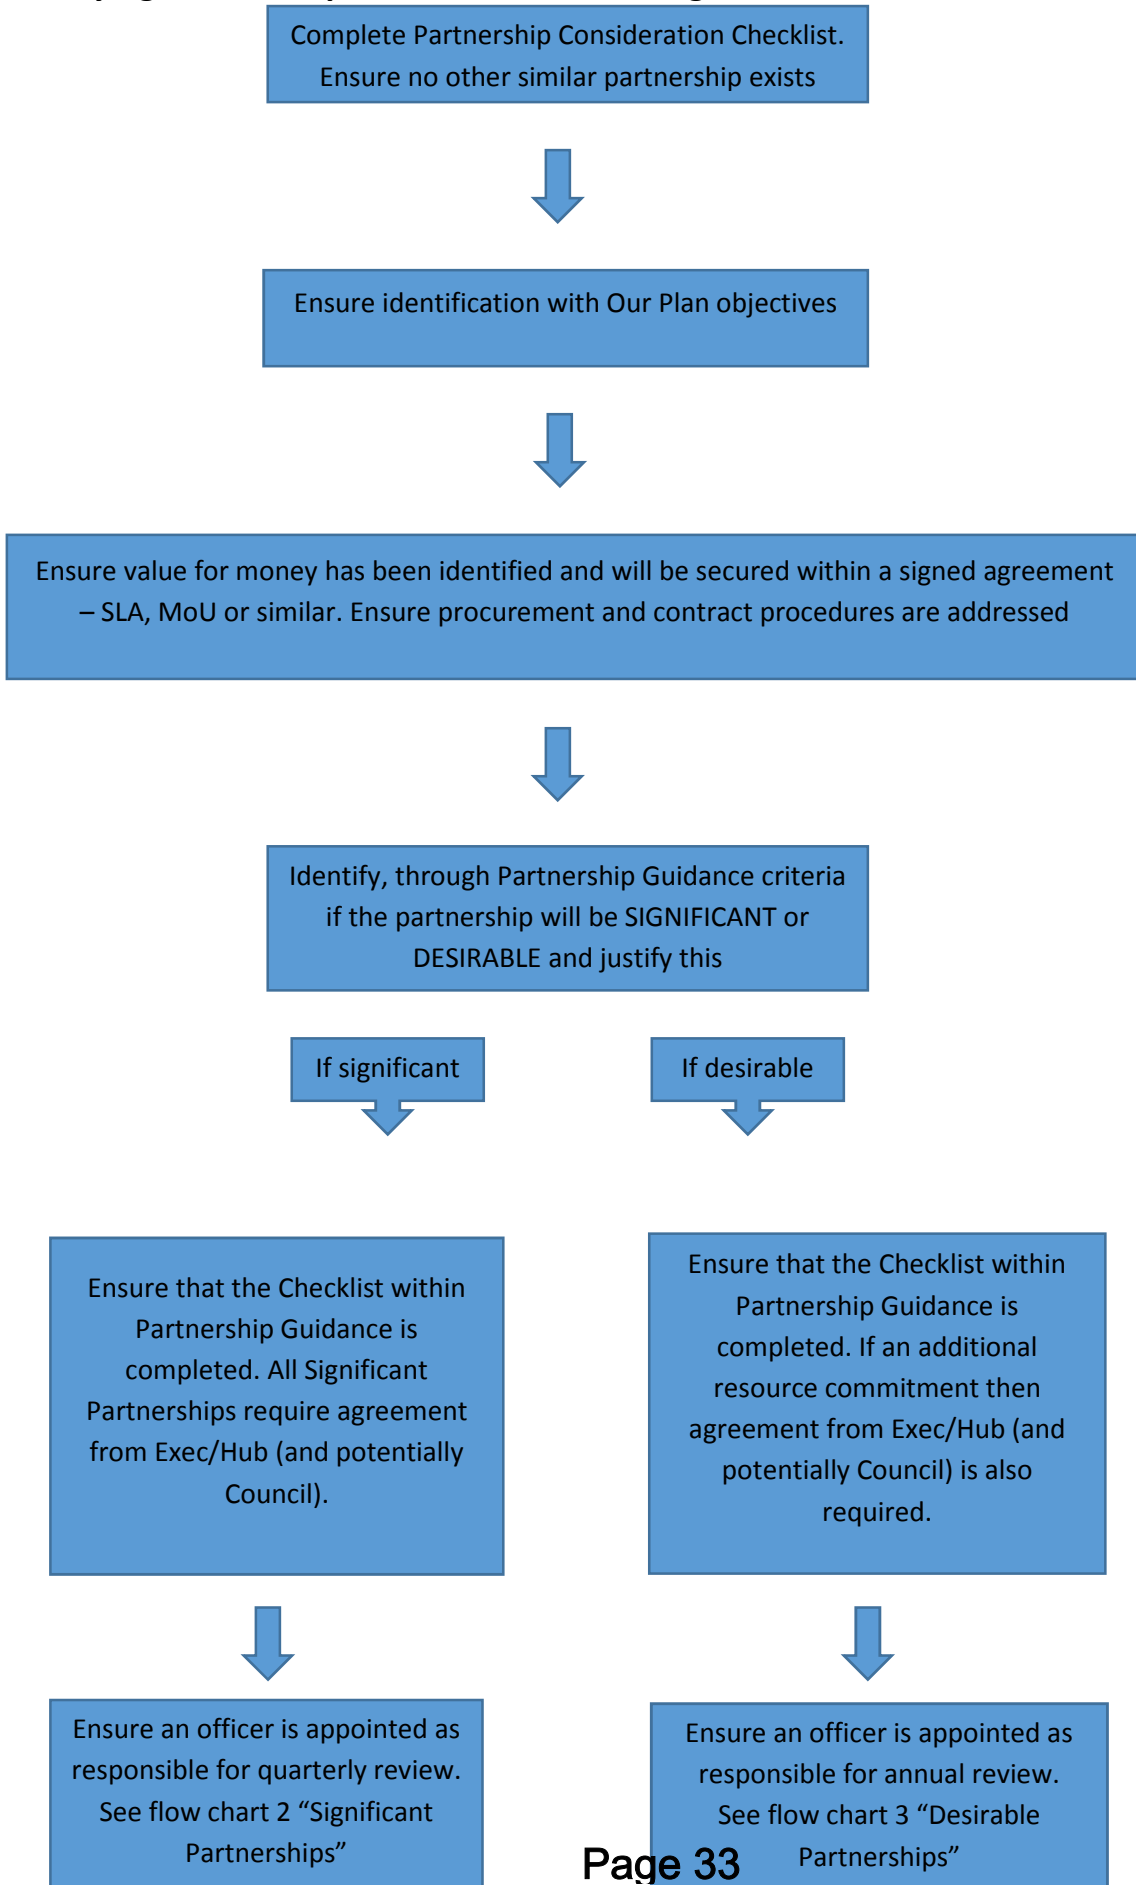 Complete Partnership Consideration Checklist.
Ensure no other similar partnership exists
Ensure identification with Our Plan objectives
Ensure value for money has been identified and will be secured within a signed agreement
– SLA, MoU or similar. Ensure procurement and contract procedures are addressed
Identify, through Partnership Guidance criteria
if the partnership will be SIGNIFICANT or
DESIRABLE and justify this
If significant
If desirable
Ensure that the Checklist within
Partnership Guidance is
completed. All Significant
Partnerships require agreement
from Exec/Hub (and potentially
Council).
Ensure that the Checklist within
Partnership Guidance is
completed. If an additional
resource commitment then
agreement from Exec/Hub (and
potentially Council) is also
required.
Ensure an officer is appointed as
responsible for quarterly review.
See flow chart 2 “Significant
Partnerships”
Ensure an officer is appointed as
responsible for annual review.
See flow chart 3 “Desirable
Partnerships”
Page 33